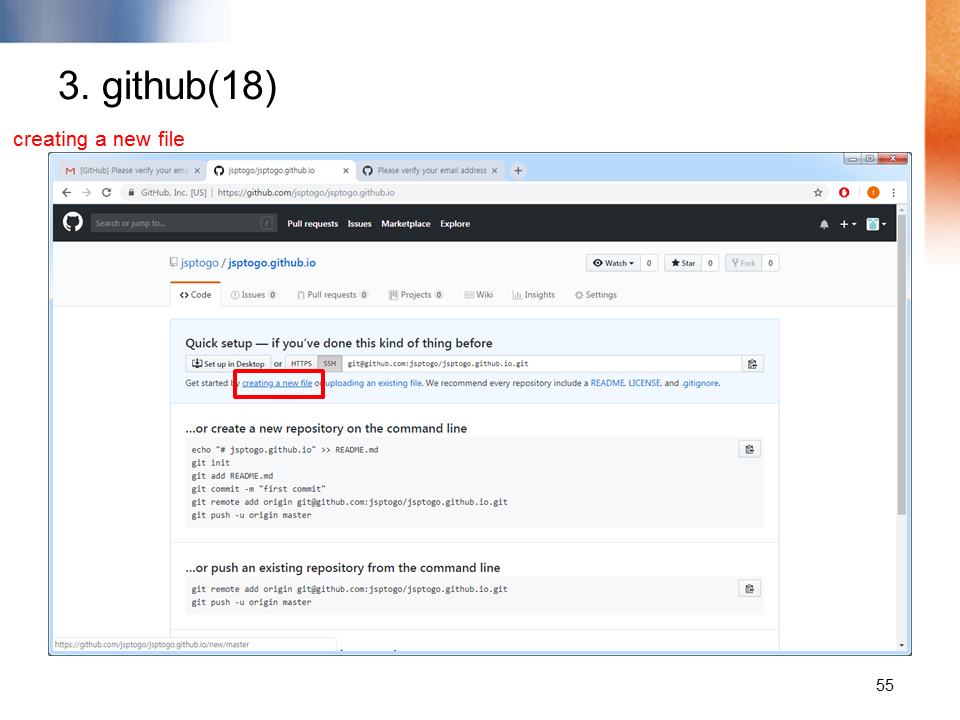 3. github(18)
creating a new file
[GitHub] Please verify your ema
jsptogo/jsptogo.github.io
Please verify your email address
GitHub, Inc. [US] | https://github.com/jsptogo/jsptogo.github.io
Search or jump to...
/
Pull requests Issues Marketplace Explore
jsptogo / jsptogo.github.io
Watch 0 Star 0 Fork 0
Code Issues 0 Pull requests 0 Projects 0 Wiki Insights Settings
Quick setup — if you've done this kind of thing before
Set up in Desktop or HTTPS SSH git@github.com:jsptogo/jsptogo.github.io.git
Get started by creating a new file or uploading an existing file. We recommend every repository include a README, LICENSE, and .gitignore.
…or create a new repository on the command line
echo "# jsptogo.github.io" >> README.md
git init
git add README.md
git commit -m "first commit"
git remote add origin git@github.com:jsptogo/jsptogo.github.io.git
git push -u origin master
…or push an existing repository from the command line
git remote add origin git@github.com:jsptogo/jsptogo.github.io.git
git push -u origin master
https://github.com/jsptogo/jsptogo.github.io/new/master
55